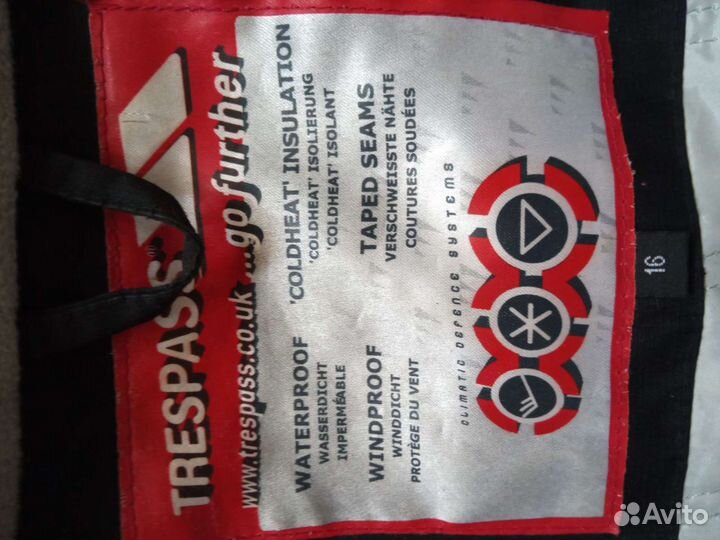 TRESPASS
www.trespass.co.uk ...go further
WATERPROOF
WASSERDICHT
IMPERMÉABLE
'COLDHEAT' INSULATION
'COLDHEAT' ISOLIERUNG
'COLDHEAT' ISOLANT
WINDPROOF
WINDDICHT
PROTÈGE DU VENT
TAPED SEAMS
VERSCHWEISSTE NÄHTE
COUTURES SOUDÉES
CLIMATIC DEFENCE SYSTEMS
16
Avito